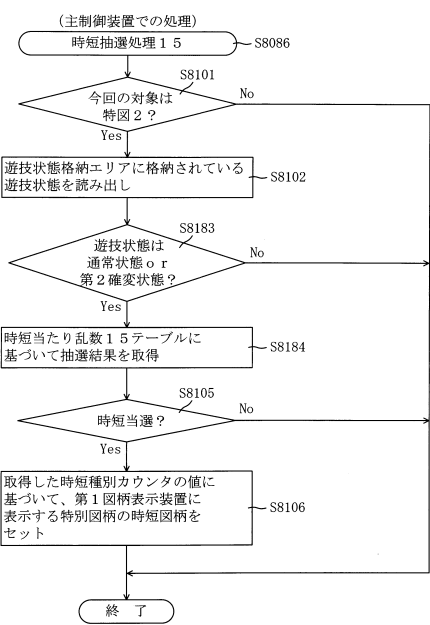 (主制御装置での処理)
時短抽選処理15
S8086
S8101
今回の対象は
特図2?
No
Yes
遊技状態格納エリアに格納されている
遊技状態を読み出し
S8102
S8183
遊技状態は
通常状態or
第2確変状態?
No
Yes
時短当たり乱数15テーブルに
基づいて抽選結果を取得
S8184
S8105
時短当選?
No
Yes
取得した時短種別カウンタの値に
基づいて、第1図柄表示装置に
表示する特別図柄の時短図柄を
セット
S8106
終 了